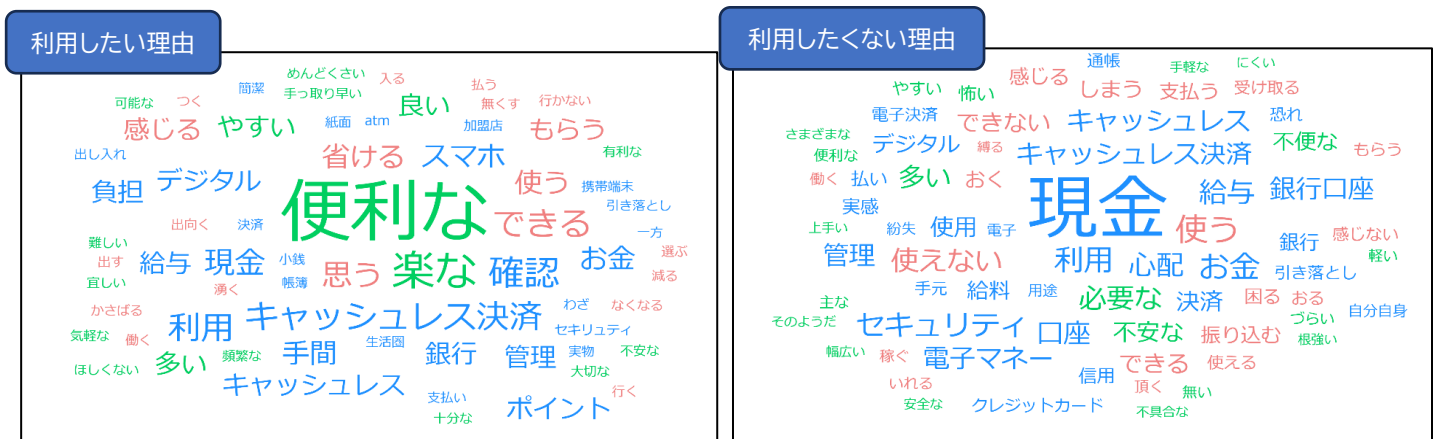 利用したい理由
めんどくさい
入る
簡潔
手っ取り早い
払う
可能な
つく
良い
無くす
行かない
感じる
やすい
紙面
atm
加盟店
もらう
出し入れ
省ける
スマホ
有利な
負担
デジタル
便利な
使う
携帯端末
引き落とし
出向く
決済
できる
一方
難しい
出す
給与
現金
小銭
思う
楽な
確認
お金
選ぶ
宜しい
湧く
帳簿
減る
かさばる
利用
キャッシュレス決済
わざ
なくなる
気軽な
働く
生活圏
セキリュティ
ほしくない
多い
頻繁な
手間
銀行
管理
実物
不安な
大切な
キャッシュレス
支払い
ポイント
行く
十分な
利用したくない理由
通帳
手軽な
にくい
やすい
怖い
感じる
しまう
支払う
受け取る
電子決済
できない
キャッシュレス
恐れ
さまざまな
デジタル
縛る
不便な
便利な
キャッシュレス決済
もらう
働く
払い
多い
おく
現金
給与
銀行口座
実感
上手い
紛失
使用
電子
使う
銀行
感じない
管理
使えない
利用
心配
お金
引き落とし
軽い
手元
給料
用途
必要な
決済
困る
おる
自分自身
主な
そのようだ
セキュリティ
口座
不安な
振り込む
づらい
根強い
幅広い
稼ぐ
電子マネー
できる
使える
いれる
信用
頂く
無い
安全な
クレジットカード
不具合な